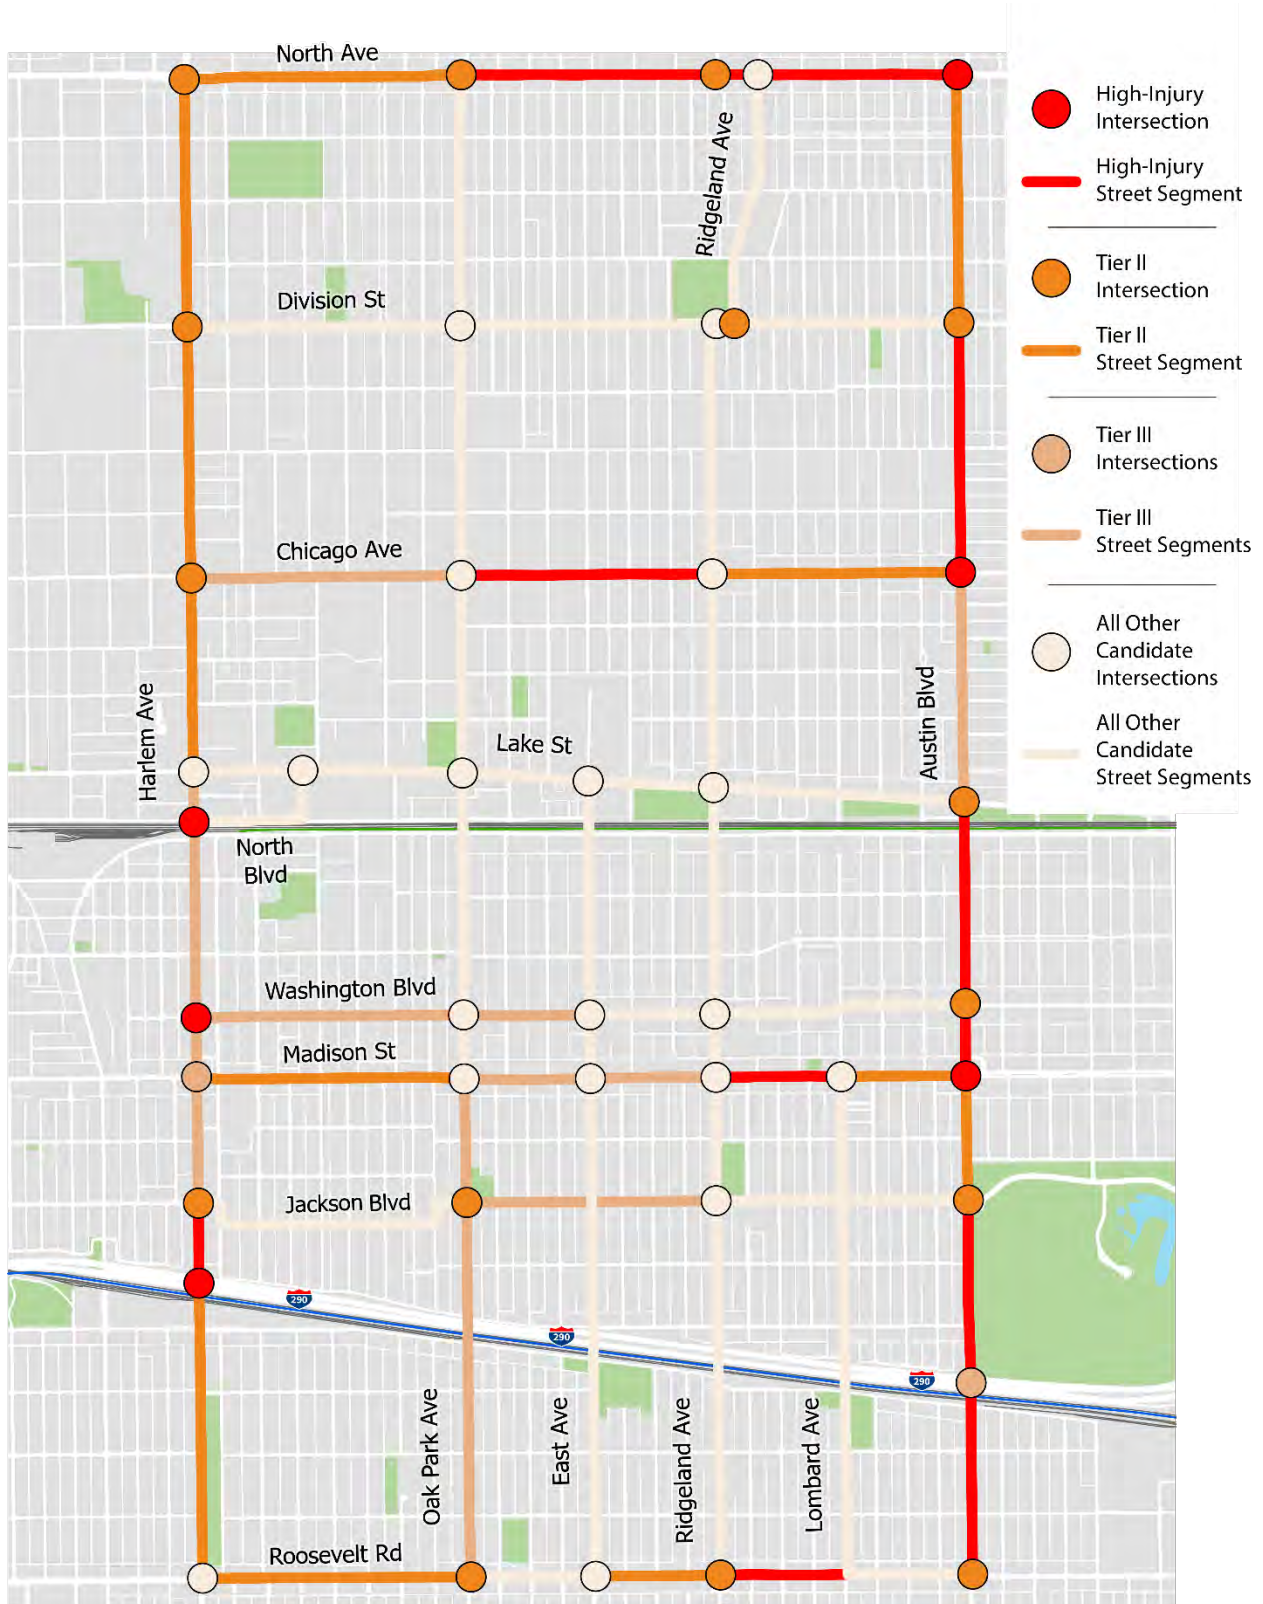 North Ave
High-Injury
Intersection
Ridgeland Ave
High-Injury
Street Segment
Tier II
Intersection
Division St
Tier II
Street Segment
Tier III
Intersections
Tier III
Street Segments
Chicago Ave
All Other
Candidate
Intersections
Harlem Ave
Austin Blvd
Lake St
All Other
Candidate
Street Segments
North
Blvd
Washington Blvd
Madison St
Jackson Blvd
290
290
290
Oak Park Ave
East Ave
Ridgeland Ave
Lombard Ave
Roosevelt Rd